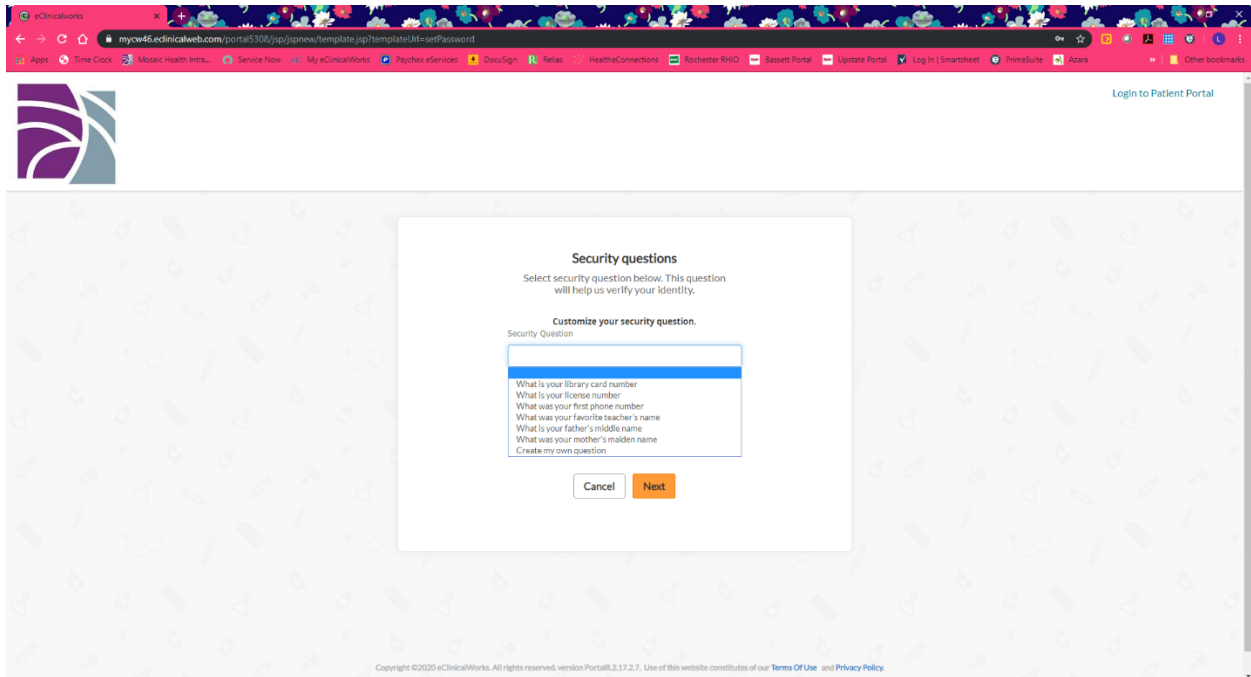 eClinicalworks
mycw46.eclinicalweb.com/portal5308/jsp/jspnew/template.jsp?templateUrl=setPassword
Apps Time Clock Mosaic Health Intra... Service Now My eClinicalWorks Paychex eServices DocuSign Relias HealtheConnections Rochester RHIO Bassett Portal Upstate Portal Log In | Smartsheet PrimeSuite Azara » Other bookmarks
Login to Patient Portal
Security questions
Select security question below. This question
will help us verify your identity.
Customize your security question.
Security Question
What is your library card number
What is your license number
What was your first phone number
What was your favorite teacher's name
What is your father's middle name
What was your mother's maiden name
Create my own question
Cancel Next
Copyright ©2020 eClinicalWorks. All rights reserved. version Portal8.2.17.2.7. Use of this website constitutes of our Terms Of Use and Privacy Policy.